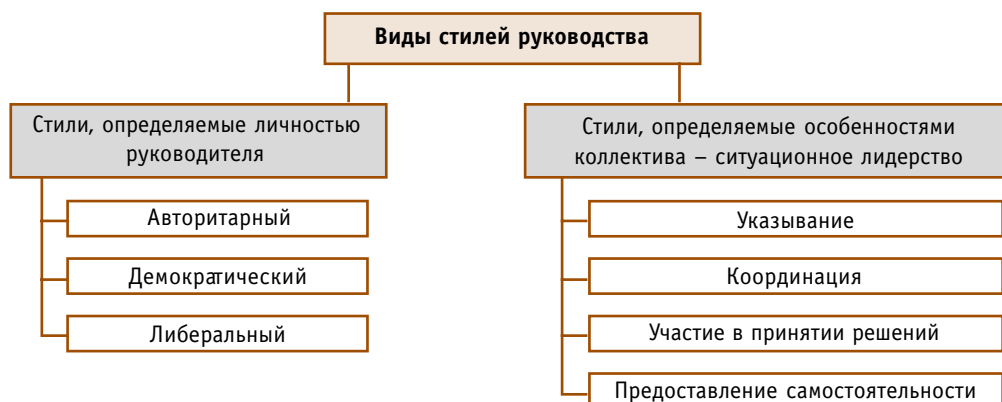 Виды стилей руководства
Стили, определяемые личностью
руководителя
Авторитарный
Демократический
Либеральный
Стили, определяемые особенностями
коллектива – ситуационное лидерство
Указывание
Координация
Участие в принятии решений
Предоставление самостоятельности